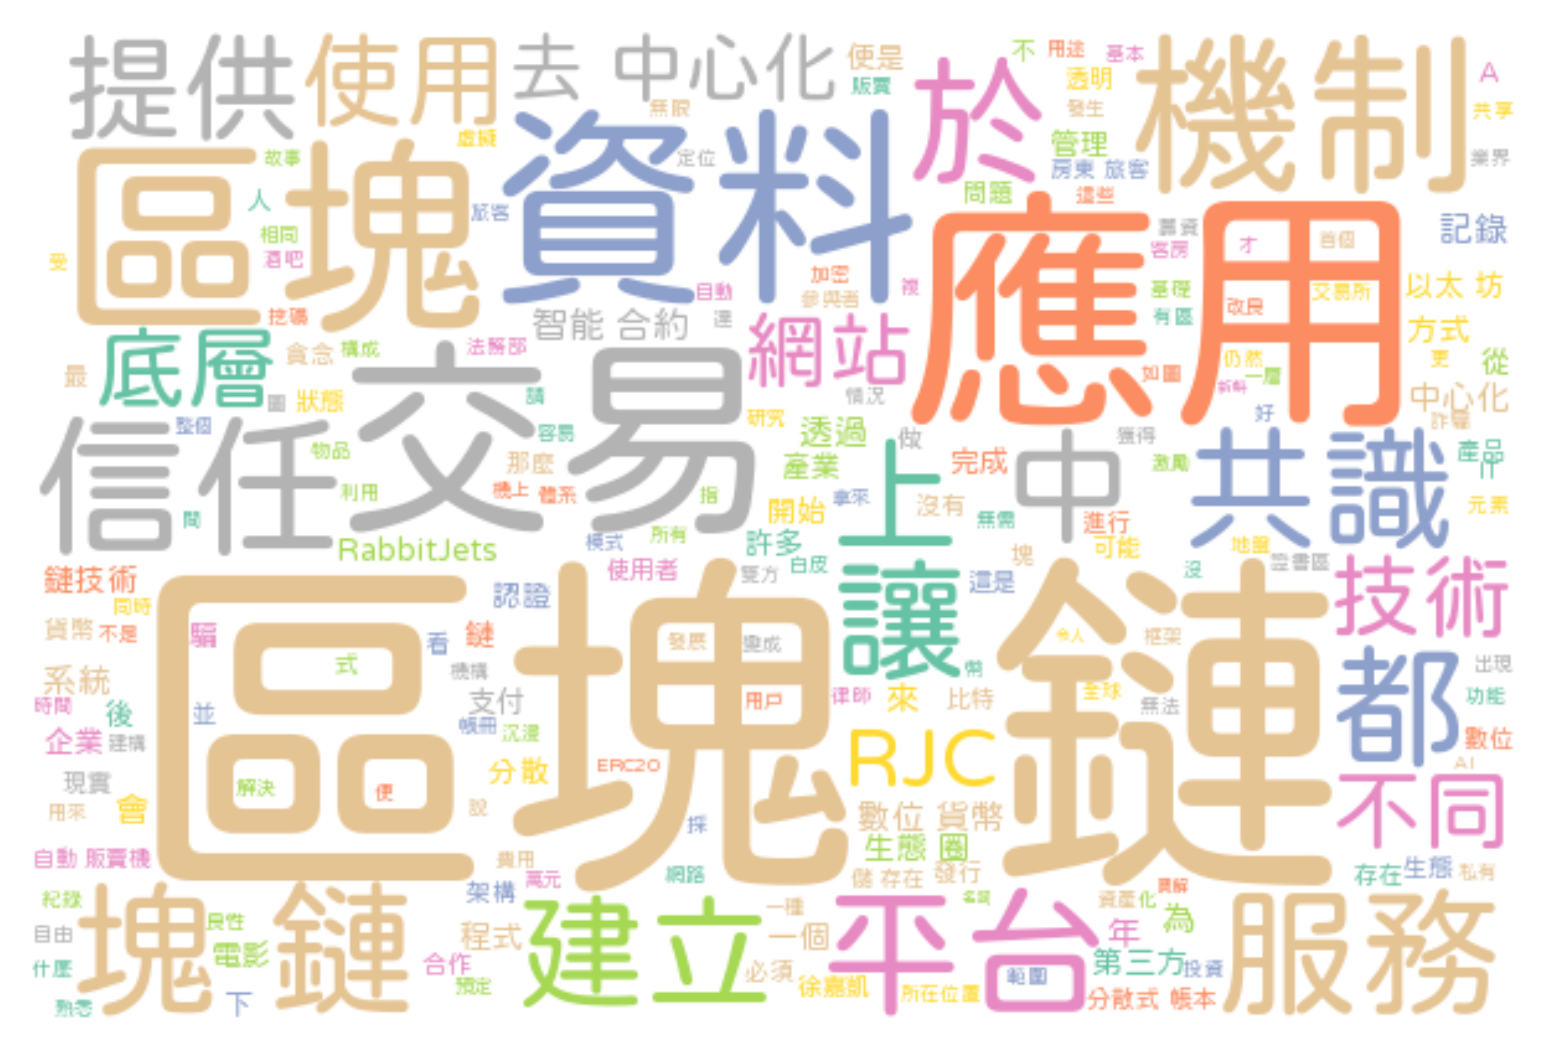 提供
使用
去 中心化
便是
販賣
不
用途
基本
透明
機制
A
共享
虛擬
無眠
於
發生
管理
業界
區塊
故事
資料
定位
房東 旅客
人
旅客
問題
這些
應用
記錄
相同
酒吧
受
加密
客房
才
首個
自動
參與者
基礎
交易所
以太 坊
挖礦
智能 合約
有區
改良
方式
底層
貪念
構成
法務部
網站
仍然
更
從
最
如圖
一層
圖
狀態
交易
請
情況
中心化
好
信任
整個
容易
研究
透過
做
中
獲得
共識
物品
那麼
產業
上
完成
激勵
產品
IT
利用
機上
體系
指
拿來
沒有
元素
間
開始
無需
進行
RabbitJets
所有
模式
許多
可能
地盤
鏈技術
使用者
雙方
白皮
讓
塊
沒
證書區
技術
同時
認證
這是
貨幣
不是
區塊鏈
騙
看
鏈
發展
變成
令人
框架
式
機構
幣
都
出現
系統
支付
用戶
律師
來
比特
全球
無法
功能
時間
後
並
帳冊
沉浸
企業
建構
RJC
數位
現實
分散
ERC20
AI
解決
便
不同
用來
會
說
採
數位 貨幣
自動 販賣機
費用
生態 圈
架構
萬元
網路
儲 存在
發行
存在
生態
私有
紀錄
塊鏈
良性
建立
一種
平台
資產
化
服務
自由
電影
程式
一個
年
為
什麼
合作
必須
範圍
第三方
投資
下
預定
徐嘉凱
所在位置
分散式 帳本
熟悉